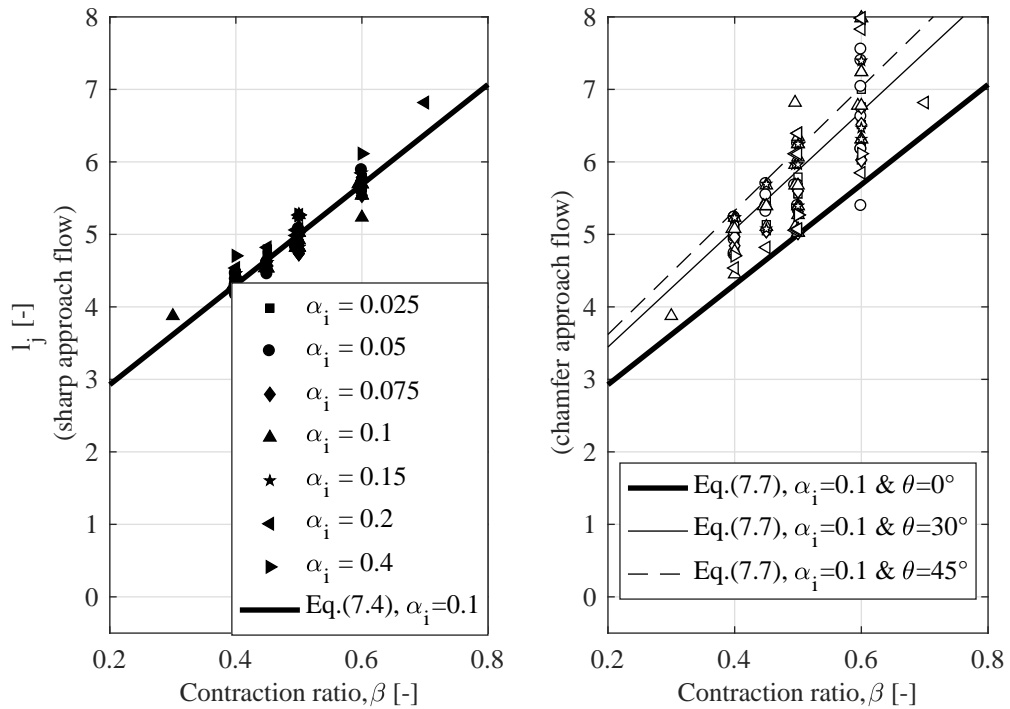 8
7
6
5
4
3
2
1
0
0.2
0.4
0.6
0.8
l_j [-]
(sharp approach flow)
Contraction ratio, β [-]
α_i = 0.025
α_i = 0.05
α_i = 0.075
α_i = 0.1
α_i = 0.15
α_i = 0.2
α_i = 0.4
Eq.(7.4), α_i=0.1
8
7
6
5
4
3
2
1
0
0.2
0.4
0.6
0.8
(chamfer approach flow)
Contraction ratio, β [-]
Eq.(7.7), α_i=0.1 & θ=0°
Eq.(7.7), α_i=0.1 & θ=30°
Eq.(7.7), α_i=0.1 & θ=45°